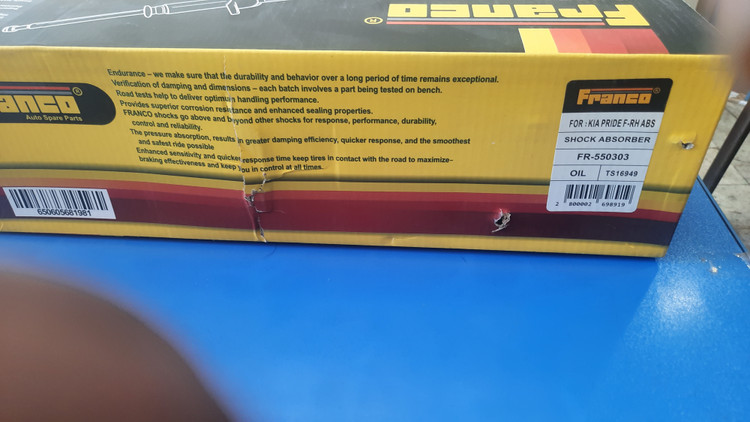 Franco®
Endurance – we make sure that the durability and behavior over a long period of time remains exceptional.
Verification of damping and dimensions – each batch involves a part being tested on bench.
Road tests help to deliver optimum handling performance.
Provides superior corrosion resistance and enhanced sealing properties.
FRANCO shocks go above and beyond other shocks for response, performance, durability,
control and reliability.
The pressure absorption, results in greater damping efficiency, quicker response, and the smoothest
and safest ride possible
Enhanced sensitivity and quicker response time keep tires in contact with the road to maximize-
braking effectiveness and keep you in control at all times.
anco®
Auto Spare Parts
650605681981
Franco®
FOR : KIA PRIDE F-RH ABS
SHOCK ABSORBER
FR-550303
OIL TS16949
2 800002 698919